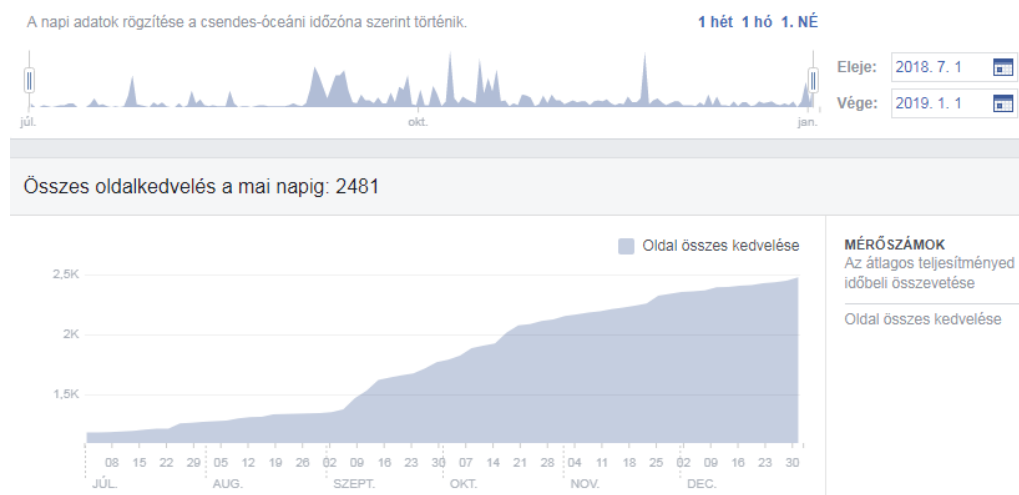 A napi adatok rögzítése a csendes-óceáni időzóna szerint történik.
1 hét 1 hó 1. NÉ
Eleje: 2018. 7. 1
Vége: 2019. 1. 1
júl. okt. jan.
Összes oldalkedvelés a mai napig: 2481
Oldal összes kedvelése
MÉRŐSZÁMOK
Az átlagos teljesítményed
időbeli összevetése
Oldal összes kedvelése
2,5K
2K
1,5K
08 15 22 29 05 12 19 26 02 09 16 23 30 07 14 21 28 04 11 18 25 02 09 16 23 30
JÚL. AUG. SZEPT. OKT. NOV. DEC.